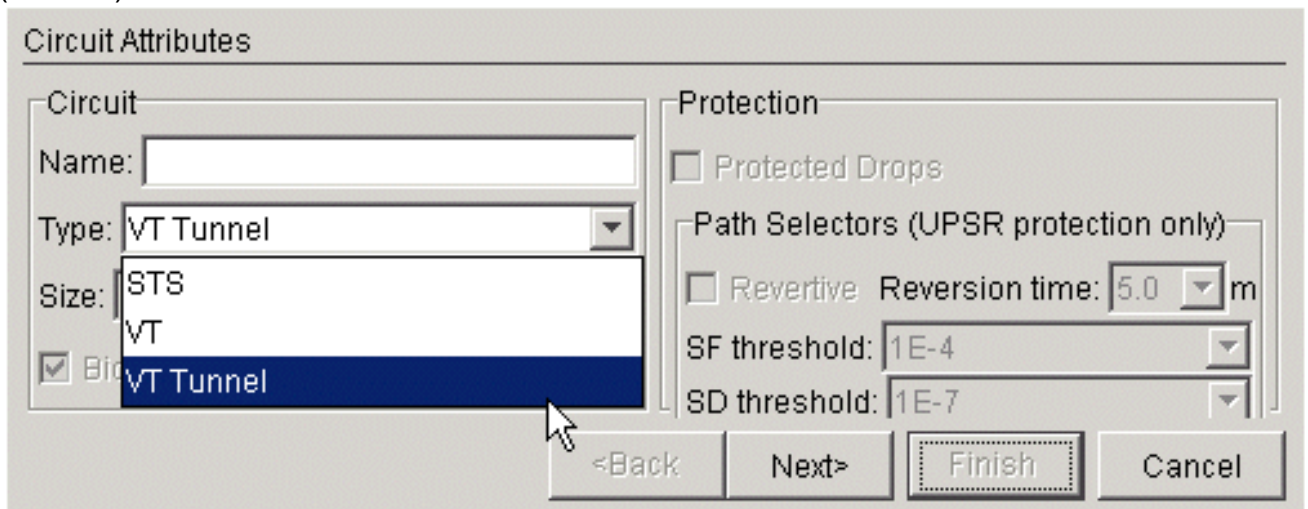 Circuit Attributes
Circuit
Name:
Type: VT Tunnel
Size:
STS
VT
VT Tunnel
Protection
Protected Drops
Path Selectors (UPSR protection only)
Revertive Reversion time: 5.0 m
SF threshold: 1E-4
SD threshold: 1E-7
<Back Next> Finish Cancel